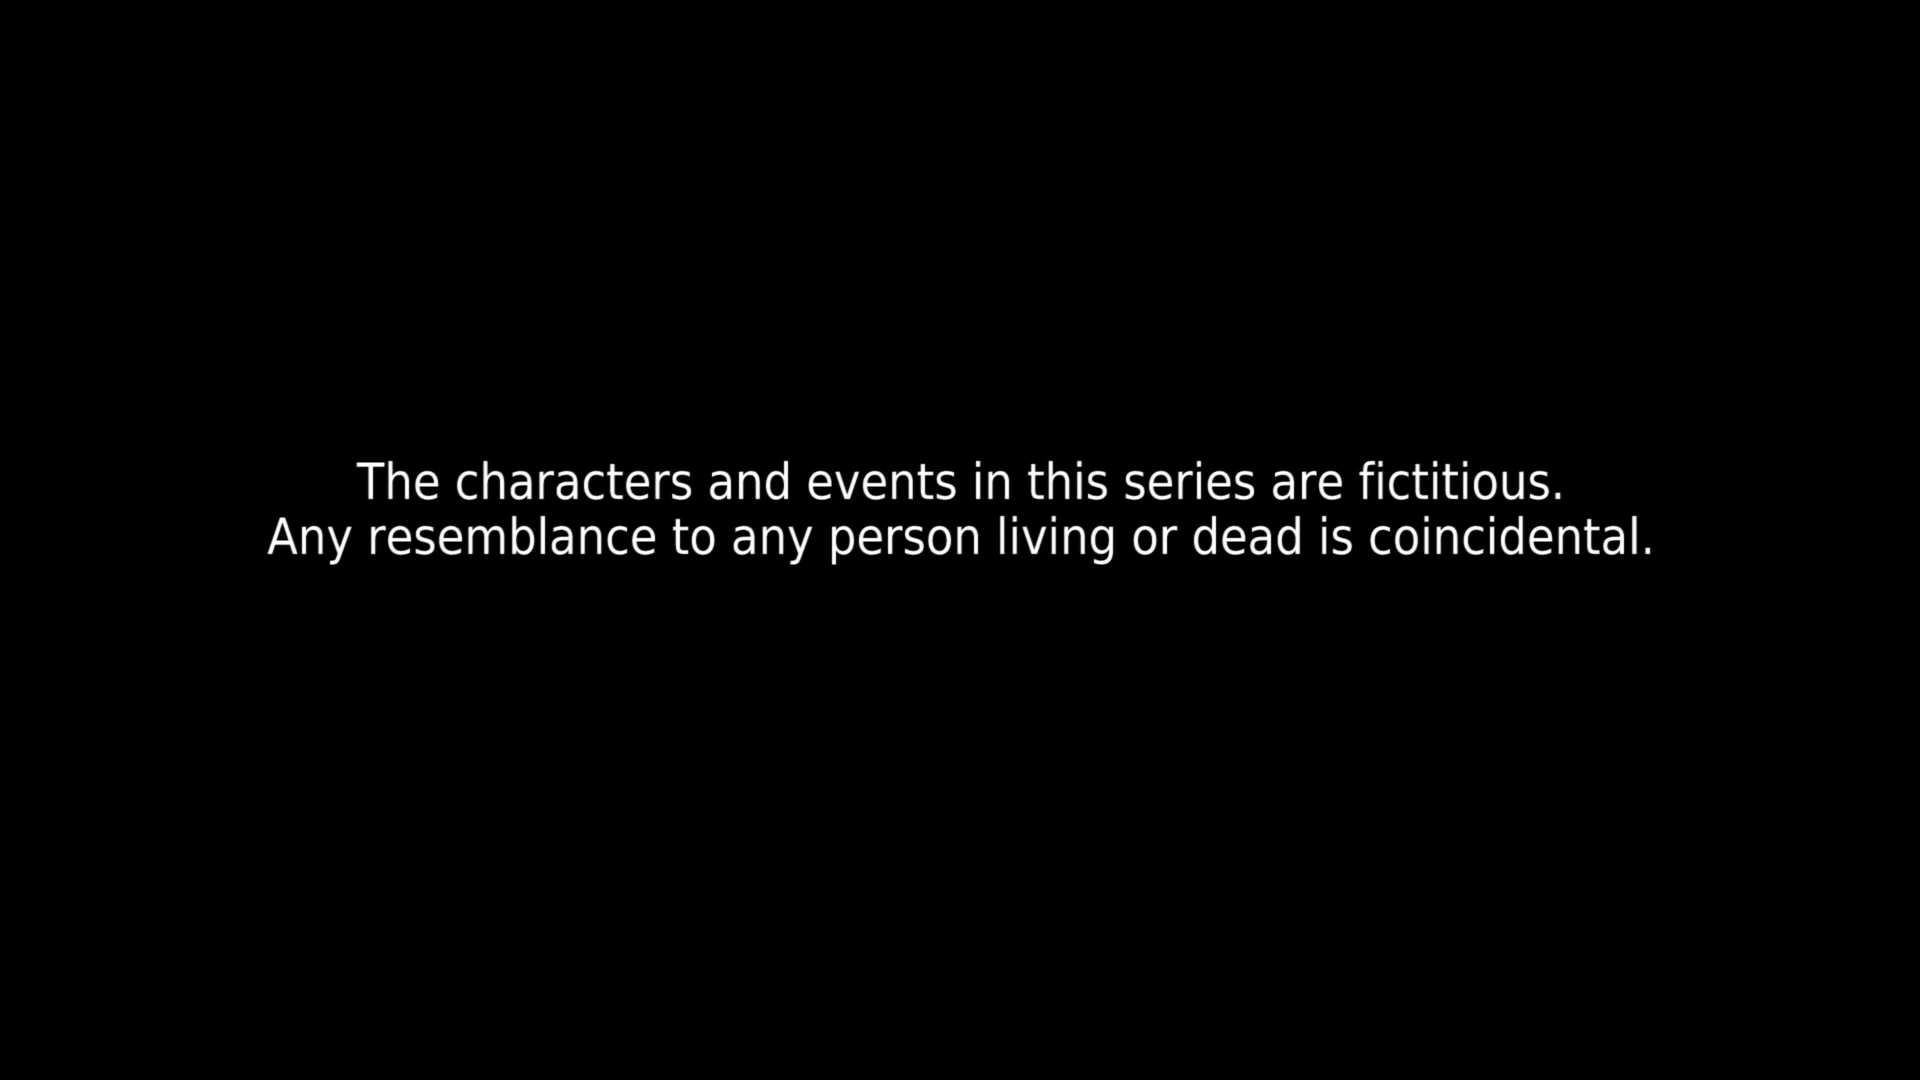 The characters and events in this series are fictitious.
Any resemblance to any person living or dead is coincidental.